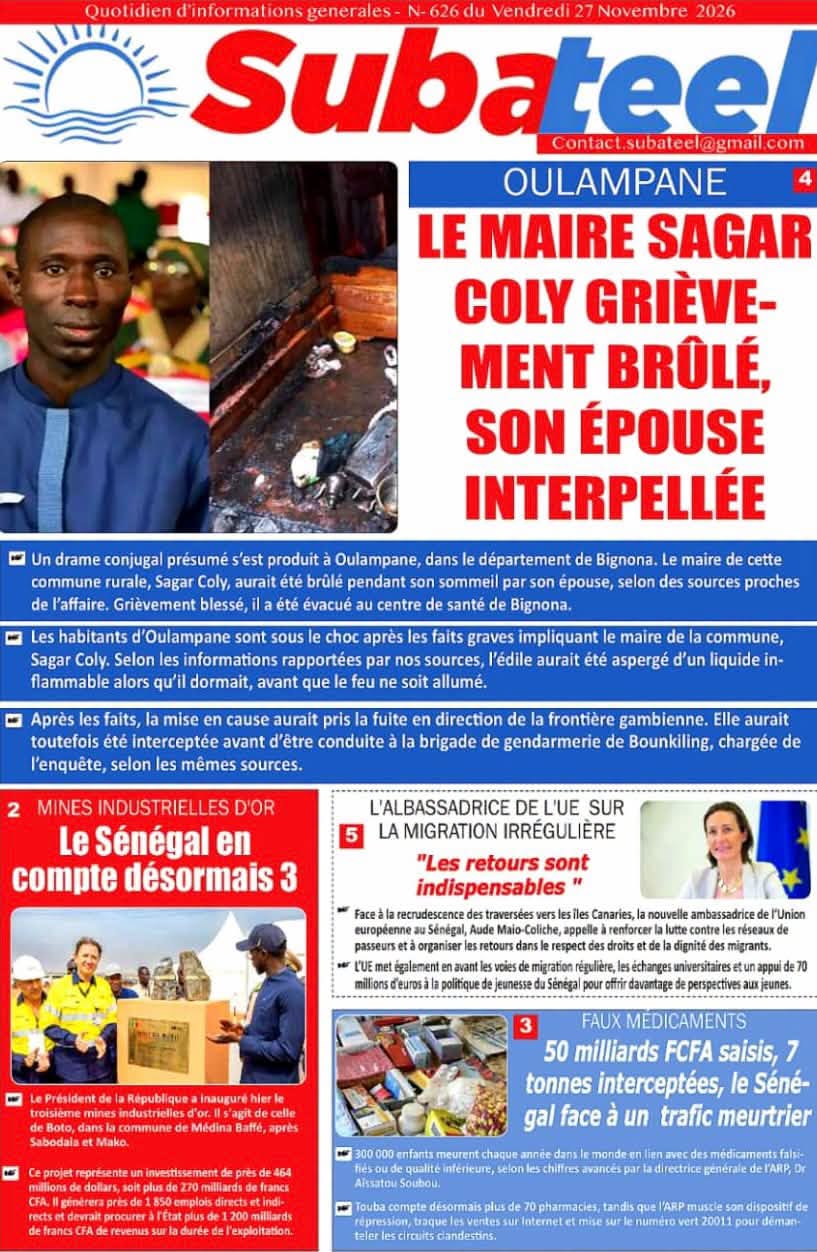 Quotidien d'informations generales - N- 626 du Vendredi 27 Novembre 2026
Subateel
Contact.subateel@gmail.com
OULAMPANE
4
LE MAIRE SAGAR
COLY GRIÈVE-
MENT BRÛLÉ,
SON ÉPOUSE
INTERPELLÉE
Un drame conjugal présumé s'est produit à Oulampane, dans le département de Bignona. Le maire de cette
commune rurale, Sagar Coly, aurait été brûlé pendant son sommeil par son épouse, selon des sources proches
de l'affaire. Grièvement blessé, il a été évacué au centre de santé de Bignona.
Les habitants d'Oulampane sont sous le choc après les faits graves impliquant le maire de la commune,
Sagar Coly. Selon les informations rapportées par nos sources, l'édile aurait été aspergé d'un liquide in-
flammable alors qu'il dormait, avant que le feu ne soit allumé.
Après les faits, la mise en cause aurait pris la fuite en direction de la frontière gambienne. Elle aurait
toutefois été interceptée avant d'être conduite à la brigade de gendarmerie de Bounkiling, chargée de
l'enquête, selon les mêmes sources.
2
MINES INDUSTRIELLES D'OR
Le Sénégal en
compte désormais 3
Le Président de la République a inauguré hier le
troisième mines industrielles d'or. Il s'agit de celle
de Boto, dans la commune de Médina Baffé, après
Sabodala et Mako.
Ce projet représente un investissement de près de 464
millions de dollars, soit plus de 270 milliards de francs
CFA. Il générera près de 1 850 emplois directs et indi-
rects et devrait procurer à l'État plus de 1 200 milliards
de francs CFA de revenus sur la durée de l'exploitation.
L'ALBASSADRICE DE L'UE SUR
5
LA MIGRATION IRRÉGULIÈRE
"Les retours sont
indispensables "
Face à la recrudescence des traversées vers les îles Canaries, la nouvelle ambassadrice de l'Union
européenne au Sénégal, Aude Maio-Coliche, appelle à renforcer la lutte contre les réseaux de
passeurs et à organiser les retours dans le respect des droits et de la dignité des migrants.
L'UE met également en avant les voies de migration régulière, les échanges universitaires et un appui de 70
millions d'euros à la politique de jeunesse du Sénégal pour offrir davantage de perspectives aux jeunes.
3
FAUX MÉDICAMENTS
50 milliards FCFA saisis, 7
tonnes interceptées, le Séné-
gal face à un trafic meurtrier
300 000 enfants meurent chaque année dans le monde en lien avec des médicaments falsi-
fiés ou de qualité inférieure, selon les chiffres avancés par la directrice générale de l'ARP, Dr
Aïssatou Soubou.
Touba compte désormais plus de 70 pharmacies, tandis que l'ARP muscle son dispositif de
répression, traque les ventes sur Internet et mise sur le numéro vert 20011 pour déman-
teler les circuits clandestins.